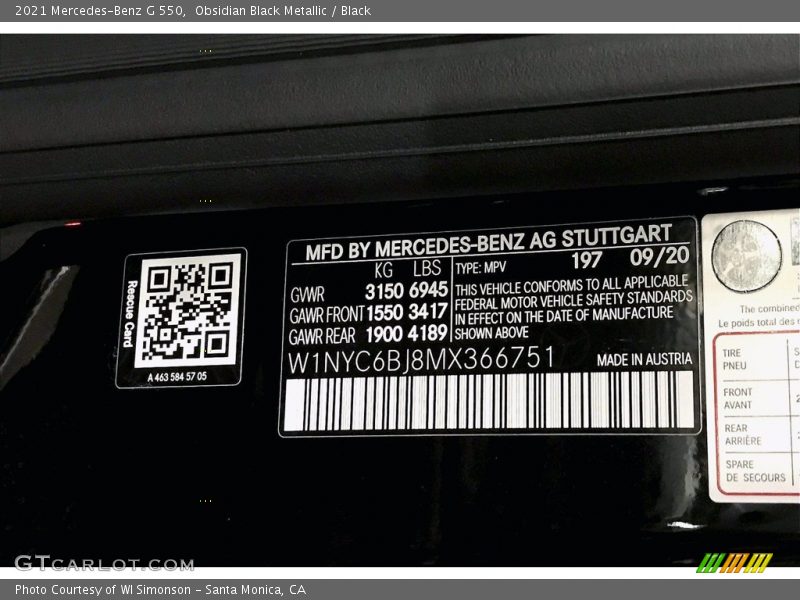 2021 Mercedes-Benz G 550, Obsidian Black Metallic / Black
MFD BY MERCEDES-BENZ AG STUTTGART
KG LBS TYPE: MPV 197 09/20
GVWR 3150 6945
GAWR FRONT 1550 3417
GAWR REAR 1900 4189
THIS VEHICLE CONFORMS TO ALL APPLICABLE
FEDERAL MOTOR VEHICLE SAFETY STANDARDS
IN EFFECT ON THE DATE OF MANUFACTURE
SHOWN ABOVE
W1NYC6BJ8MX366751 MADE IN AUSTRIA
Rescue Card
A 463 584 57 05
The combined
Le poids total des
TIRE
PNEU
FRONT
AVANT
REAR
ARRIÈRE
SPARE
DE SECOURS
GTCARLOT.COM
Photo Courtesy of WI Simonson - Santa Monica, CA